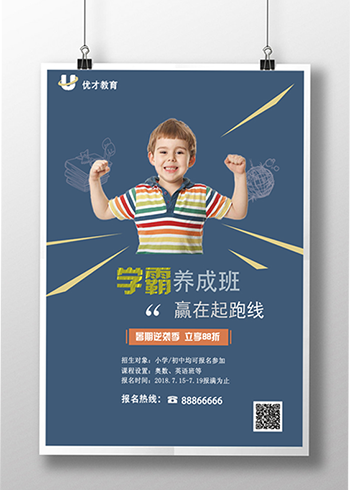 优才教育
学霸养成班
“ 赢在起跑线
暑期逆袭季 立享88折
招生对象：小学/初中均可报名参加
课程设置：奥数、英语班等
报名时间：2018.7.15-7.19报满为止
报名热线：☎ 88866666